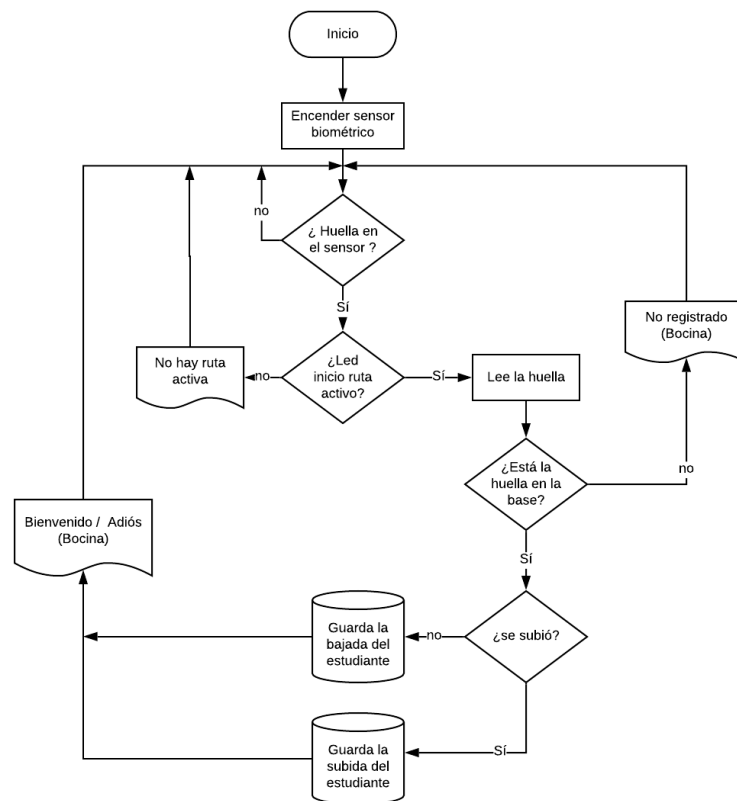 Inicio
Encender sensor
biométrico
¿ Huella en
el sensor ?
no
Sí
No hay ruta
activa
no
¿Led
inicio ruta
activo?
Sí
Lee la huella
No registrado
(Bocina)
¿Está la
huella en la
base?
no
Sí
Bienvenido / Adiós
(Bocina)
Guarda la
bajada del
estudiante
no
¿se subió?
Sí
Guarda la
subida del
estudiante